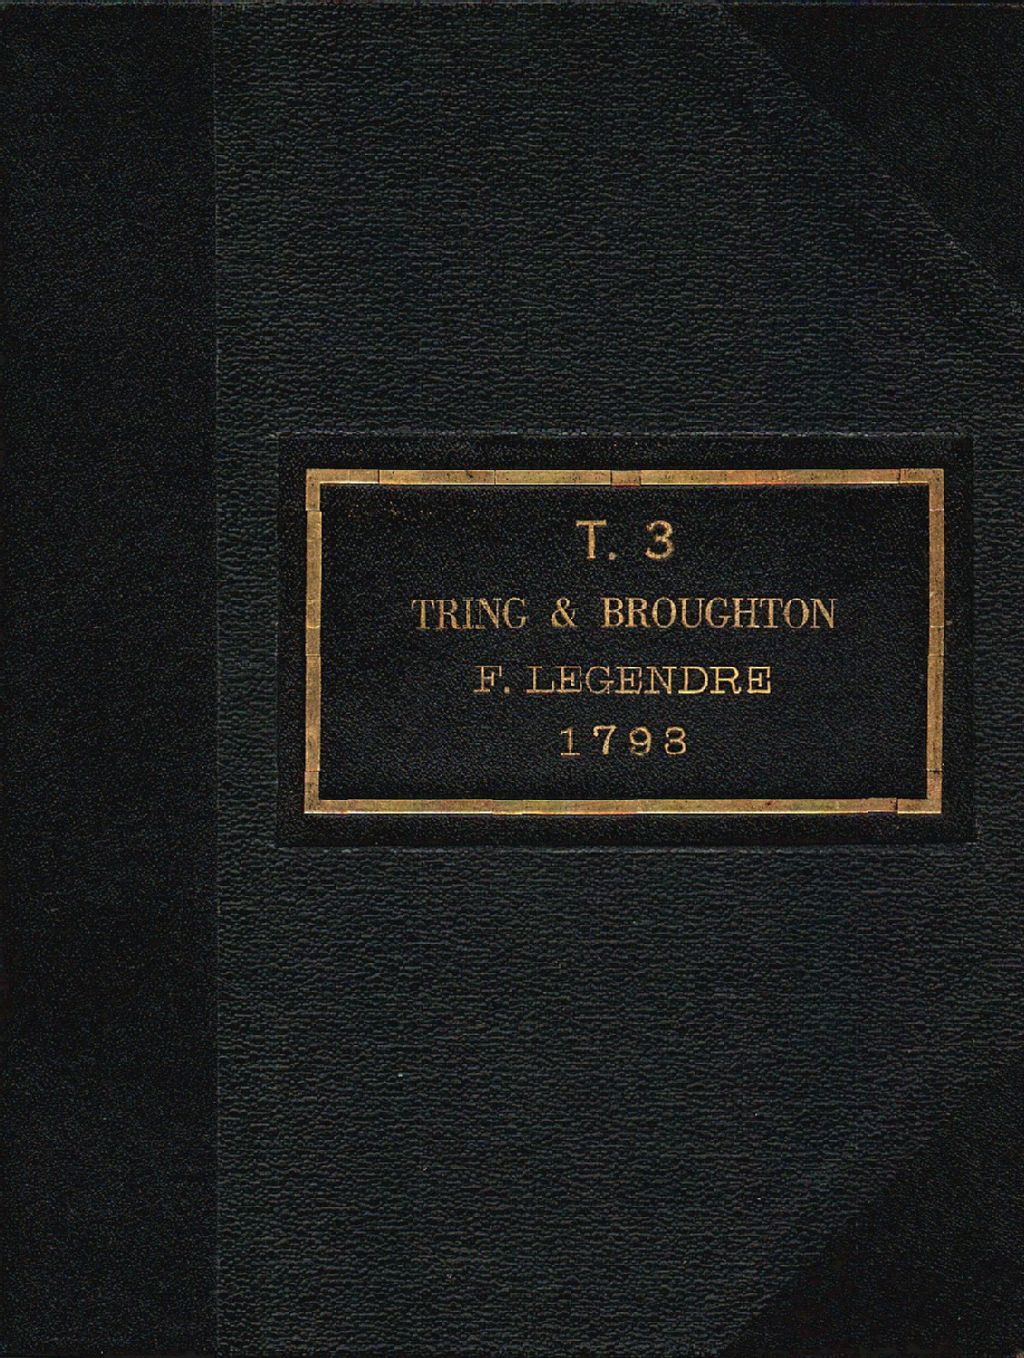 T. 3
TRING & BROUGHTON
F. LEGENDRE
1793